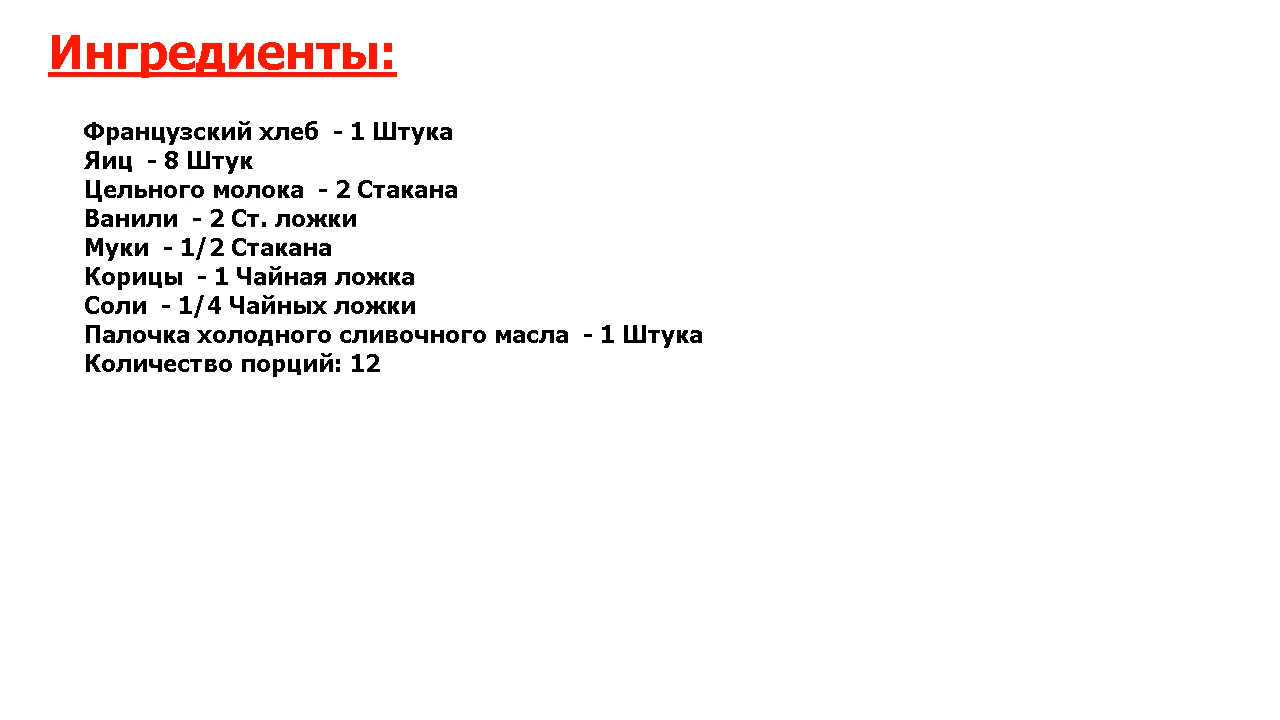 Ингредиенты:
Французский хлеб  - 1 Штука
Яиц  - 8 Штук
Цельного молока  - 2 Стакана
Ванили  - 2 Ст. ложки
Муки  - 1/2 Стакана
Корицы  - 1 Чайная ложка
Соли  - 1/4 Чайных ложки
Палочка холодного сливочного масла  - 1 Штука
Количество порций: 12